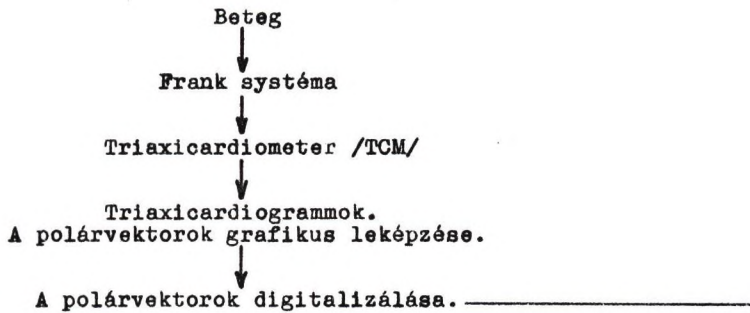 Beteg
Frank systéma
Triaxicardiometer /TCM/
Triaxicardiogrammok.
A polárvektorok grafikus leképzése.
A polárvektorok digitalizálása.